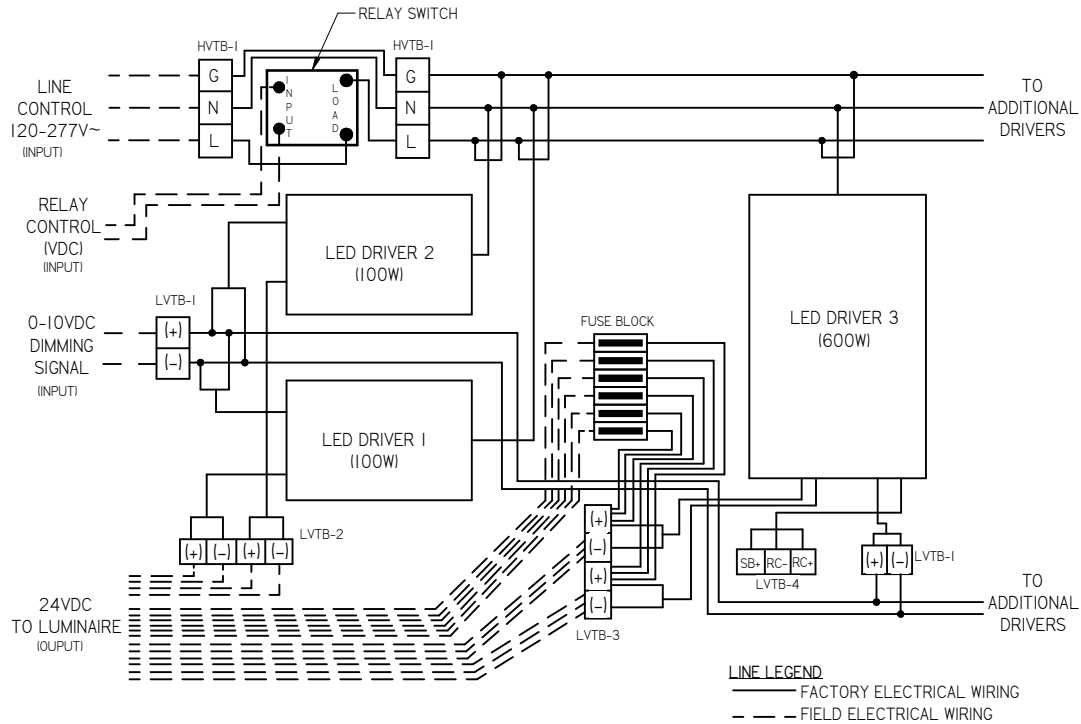 RELAY SWITCH
HVTB-1
HVTB-1
LINE
CONTROL
120-277V~
(INPUT)
G
N
L
INPUT
LOAD
G
N
L
TO
ADDITIONAL
DRIVERS
RELAY
CONTROL
(VDC)
(INPUT)
LED DRIVER 2
(100W)
LED DRIVER 3
(600W)
LVTB-1
0-10VDC
DIMMING
SIGNAL
(INPUT)
(+)
(-)
FUSE BLOCK
LED DRIVER 1
(100W)
(+) (-) (+) (-)
LVTB-2
(+)
(-)
(+)
(-)
LVTB-3
SB+ RC- RC+
LVTB-4
(+) (-)
LVTB-1
24VDC
TO LUMINAIRE
(OUPUT)
TO
ADDITIONAL
DRIVERS
LINE LEGEND
FACTORY ELECTRICAL WIRING
FIELD ELECTRICAL WIRING